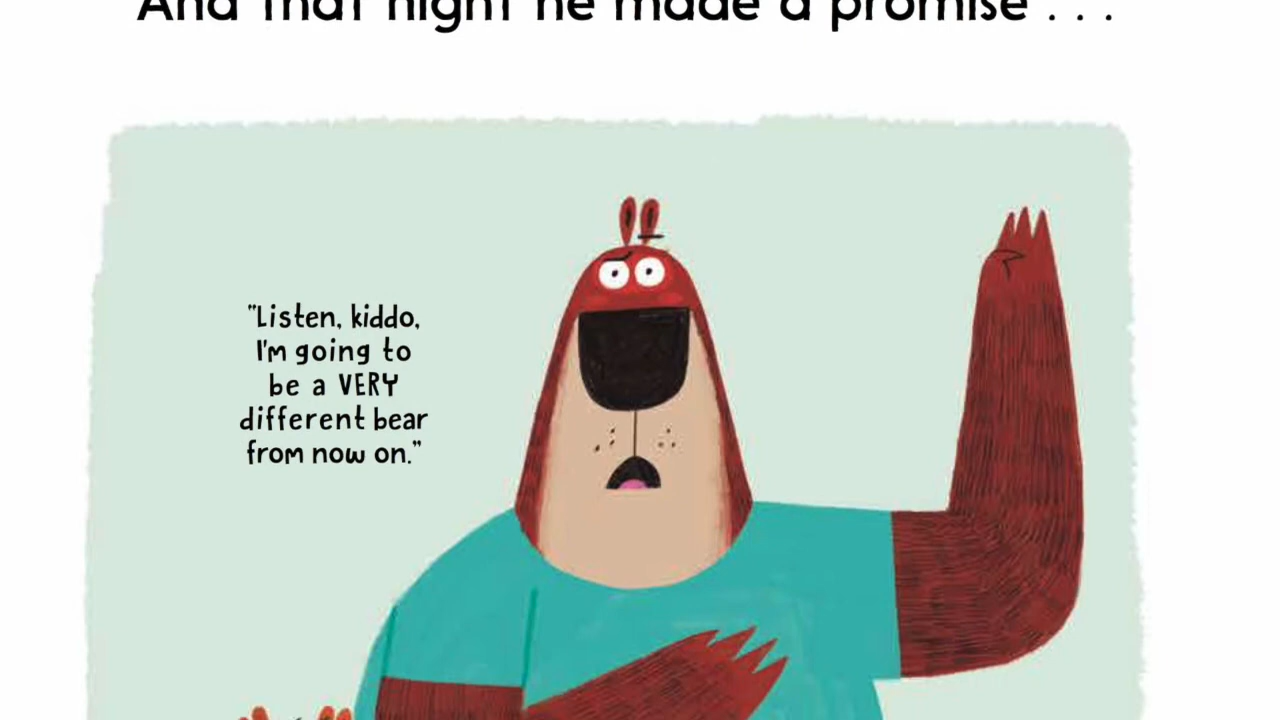 And that night he made a promise . . .
"Listen, kiddo,
I'm going to
be a VERY
different bear
from now on."